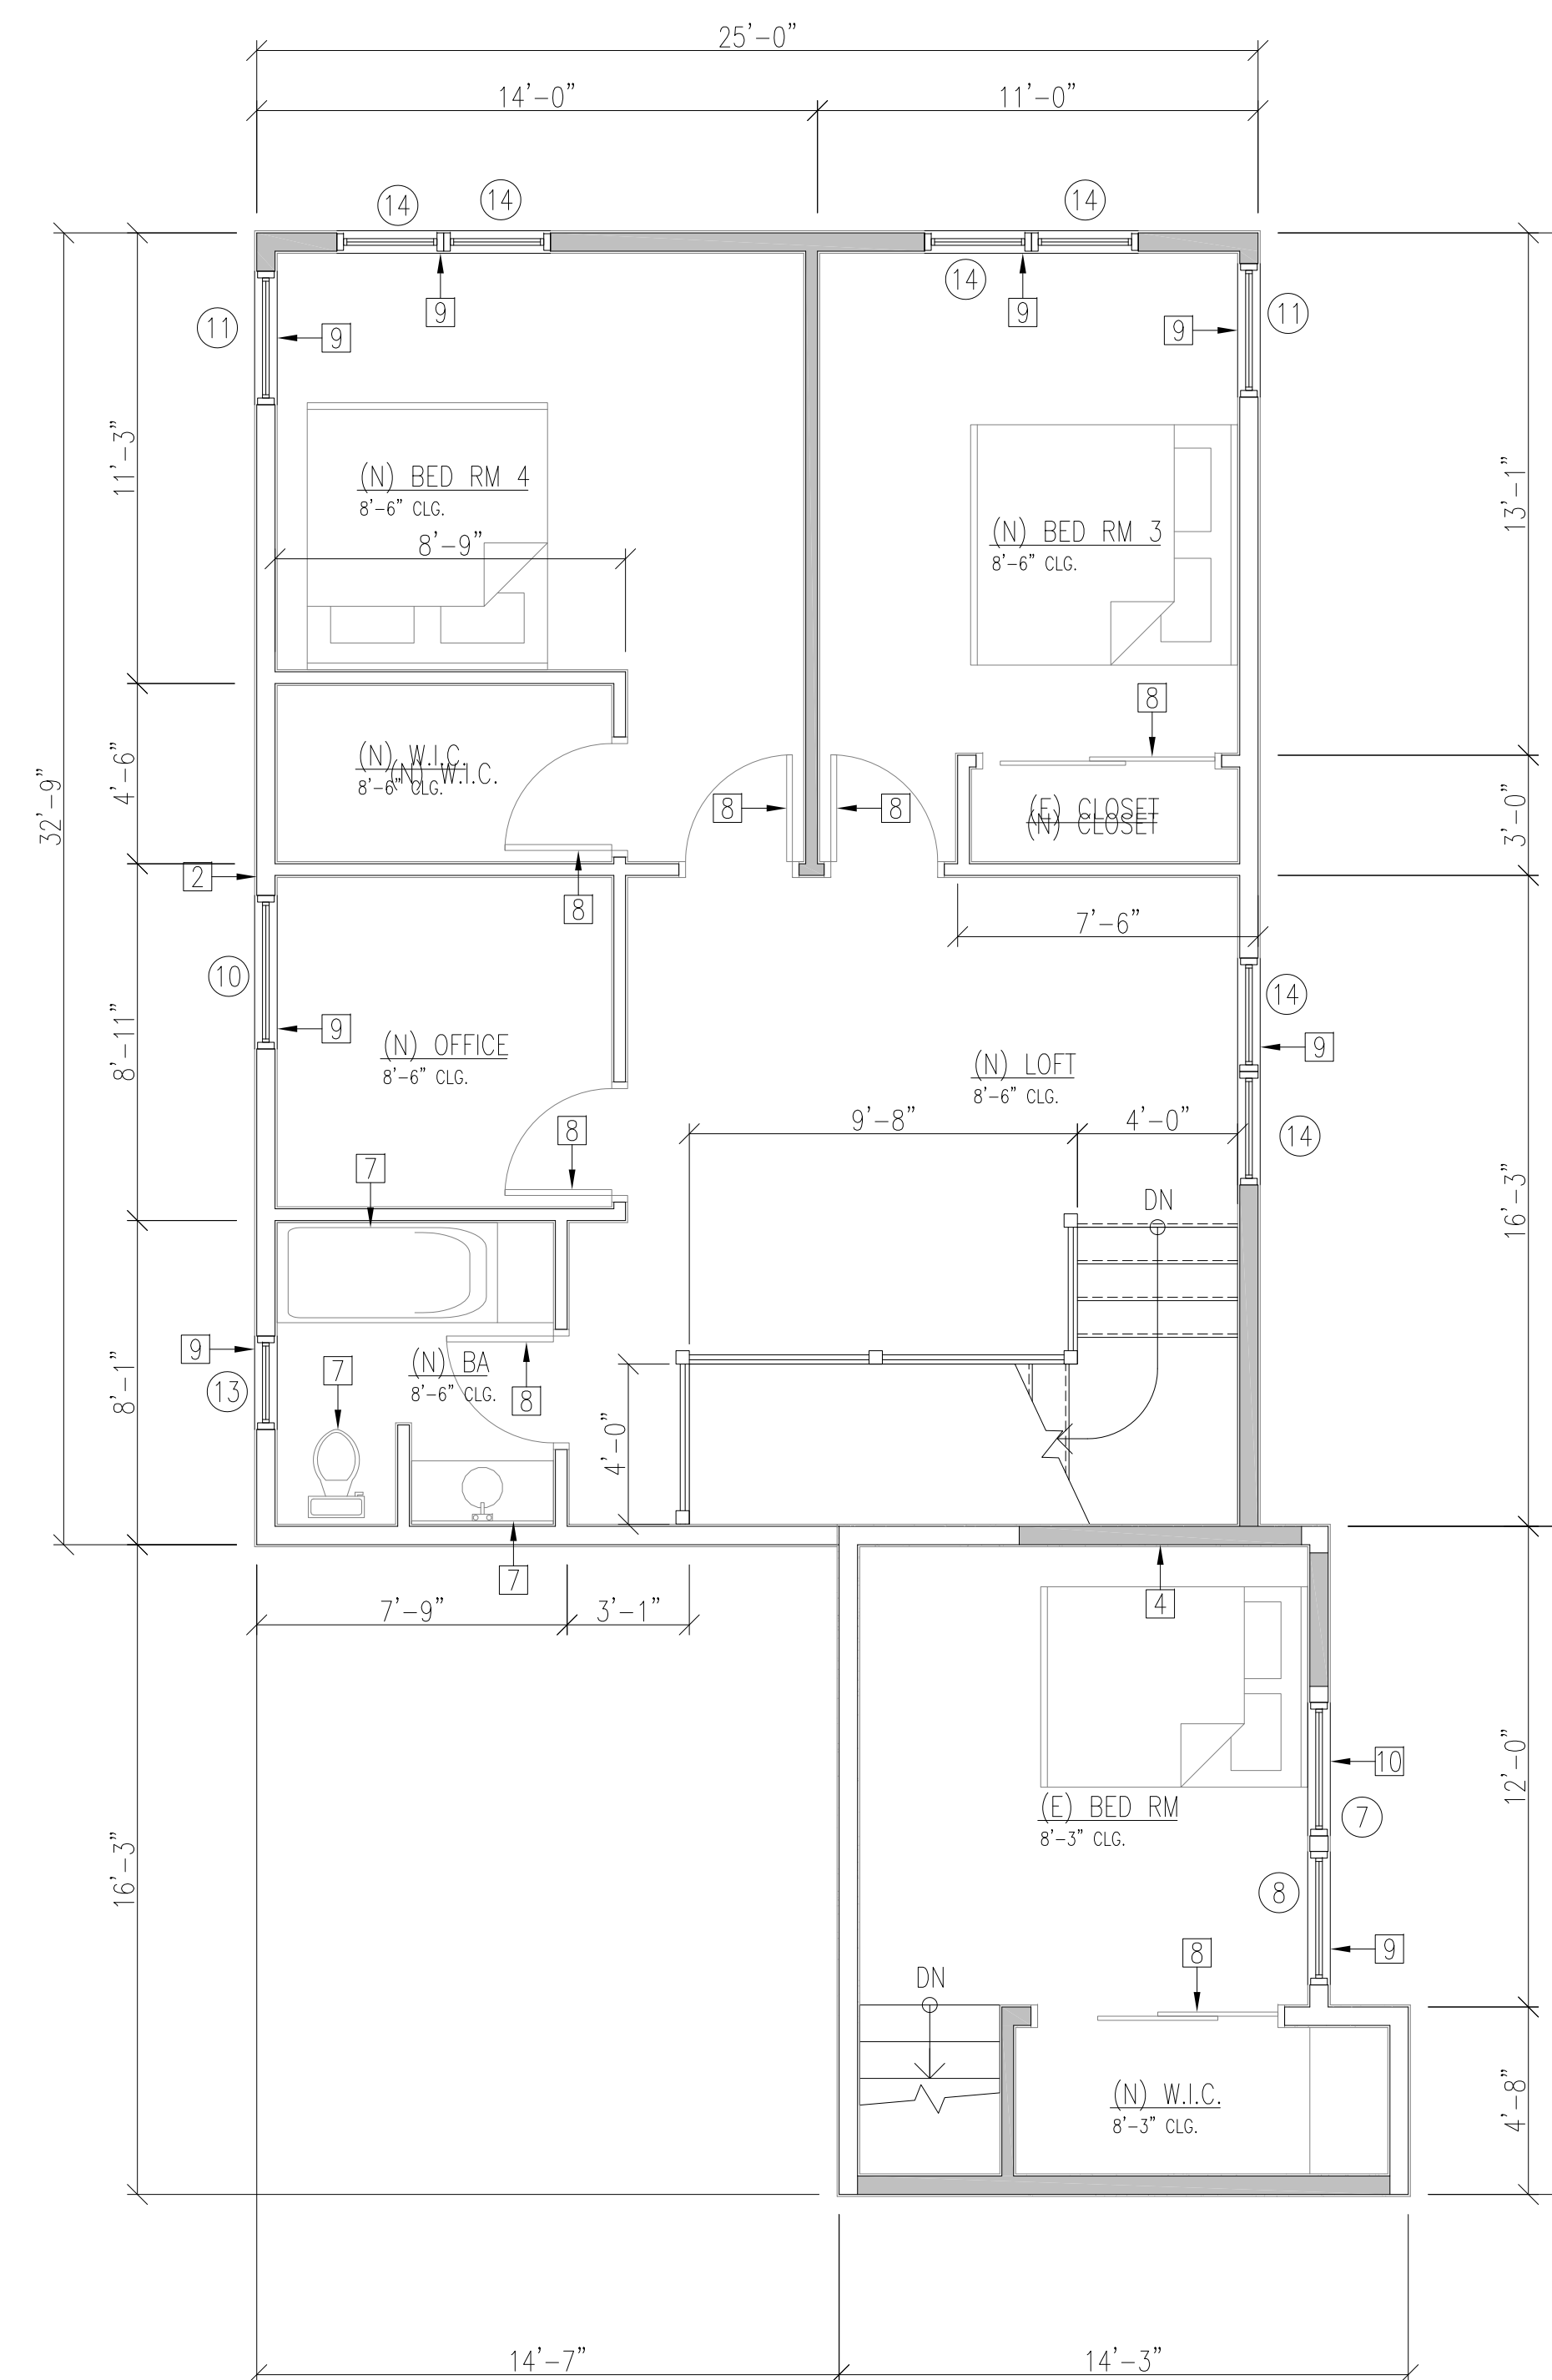 25'-0"
14'-0"
11'-0"
14
14
14
14
9
9
11
9
9
11
11'-3"
13'-1"
(N) BED RM 4
8'-6" CLG.
8'-9"
(N) BED RM 3
8'-6" CLG.
8
4'-6"
32'-9"
(N) W.I.C.
(N) W.I.C.
8'-6" CLG.
8
8
(E) CLOSET
(N) CLOSET
3'-0"
2
8
7'-6"
10
9
14
9
8'-11"
(N) OFFICE
8'-6" CLG.
(N) LOFT
8'-6" CLG.
9'-8"
4'-0"
14
8
7
DN
16'-3"
9
13
7
(N) BA
8'-6" CLG.
8
8'-1"
4'-0"
7
4
7'-9"
3'-1"
10
12'-0"
(E) BED RM
8'-3" CLG.
7
16'-3"
8
9
8
DN
(N) W.I.C.
8'-3" CLG.
4'-8"
14'-7"
14'-3"